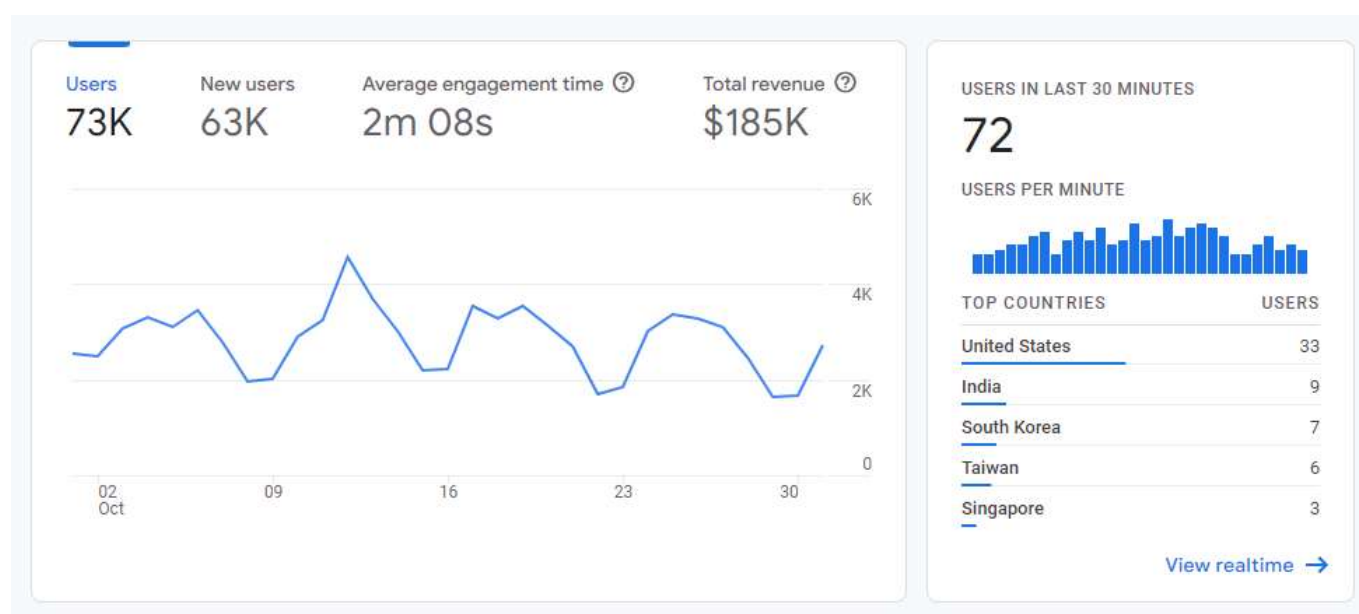 Users
73K
New users
63K
Average engagement time
2m 08s
Total revenue
$185K
6K
4K
2K
0
02
Oct
09
16
23
30
USERS IN LAST 30 MINUTES
72
USERS PER MINUTE
TOP COUNTRIES USERS
United States 33
India 9
South Korea 7
Taiwan 6
Singapore 3
View realtime